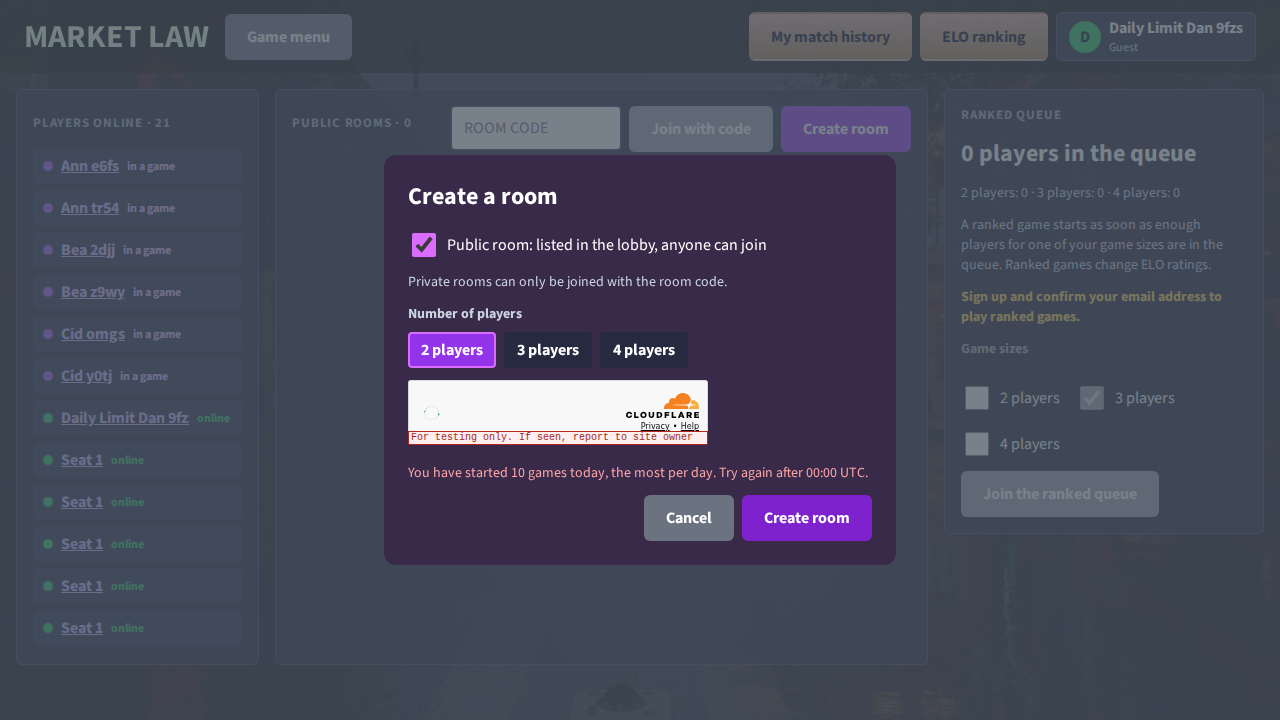 MARKET LAW
Game menu
My match history
ELO ranking
D
Daily Limit Dan 9fzs
Guest
PLAYERS ONLINE · 21
Ann e6fs in a game
Ann tr54 in a game
Bea 2djj in a game
Bea z9wy in a game
Cid omgs in a game
Cid y0tj in a game
Daily Limit Dan 9fz online
Seat 1 online
Seat 1 online
Seat 1 online
Seat 1 online
Seat 1 online
PUBLIC ROOMS · 0
ROOM CODE
Join with code
Create room
Create a room
Public room: listed in the lobby, anyone can join
Private rooms can only be joined with the room code.
Number of players
2 players
3 players
4 players
CLOUDFLARE
Privacy • Help
For testing only. If seen, report to site owner
You have started 10 games today, the most per day. Try again after 00:00 UTC.
Cancel
Create room
RANKED QUEUE
0 players in the queue
2 players: 0 · 3 players: 0 · 4 players: 0
A ranked game starts as soon as enough
players for one of your game sizes are in the
queue. Ranked games change ELO ratings.
Sign up and confirm your email address to
play ranked games.
Game sizes
2 players
3 players
4 players
Join the ranked queue